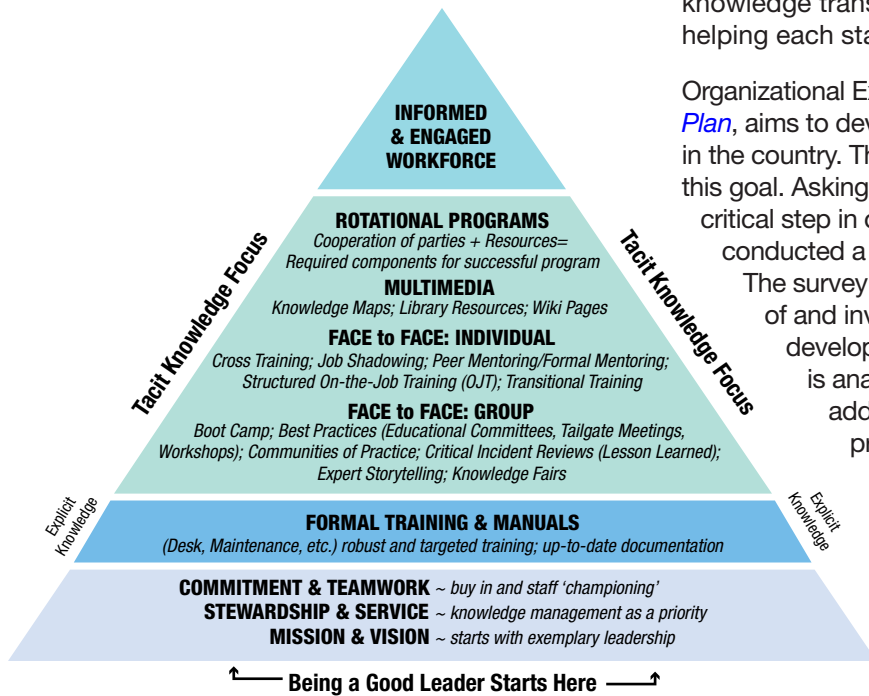 INFORMED
& ENGAGED
WORKFORCE
ROTATIONAL PROGRAMS
Cooperation of parties + Resources=
Required components for successful program
MULTIMEDIA
Knowledge Maps; Library Resources; Wiki Pages
FACE to FACE: INDIVIDUAL
Cross Training; Job Shadowing; Peer Mentoring/Formal Mentoring;
Structured On-the-Job Training (OJT); Transitional Training
FACE to FACE: GROUP
Boot Camp; Best Practices (Educational Committees, Tailgate Meetings,
Workshops); Communities of Practice; Critical Incident Reviews (Lesson Learned);
Expert Storytelling; Knowledge Fairs
Tacit Knowledge Focus
Tacit Knowledge Focus
Explicit
Knowledge
Explicit
Knowledge
FORMAL TRAINING & MANUALS
(Desk, Maintenance, etc.) robust and targeted training; up-to-date documentation
COMMITMENT & TEAMWORK ~ buy in and staff ‘championing’
STEWARDSHIP & SERVICE ~ knowledge management as a priority
MISSION & VISION ~ starts with exemplary leadership
Being a Good Leader Starts Here
knowledge trans
helping each sta
Organizational Ex
Plan, aims to dev
in the country. Th
this goal. Asking
critical step in c
conducted a
The survey
of and inv
develop
is ana
add
pr